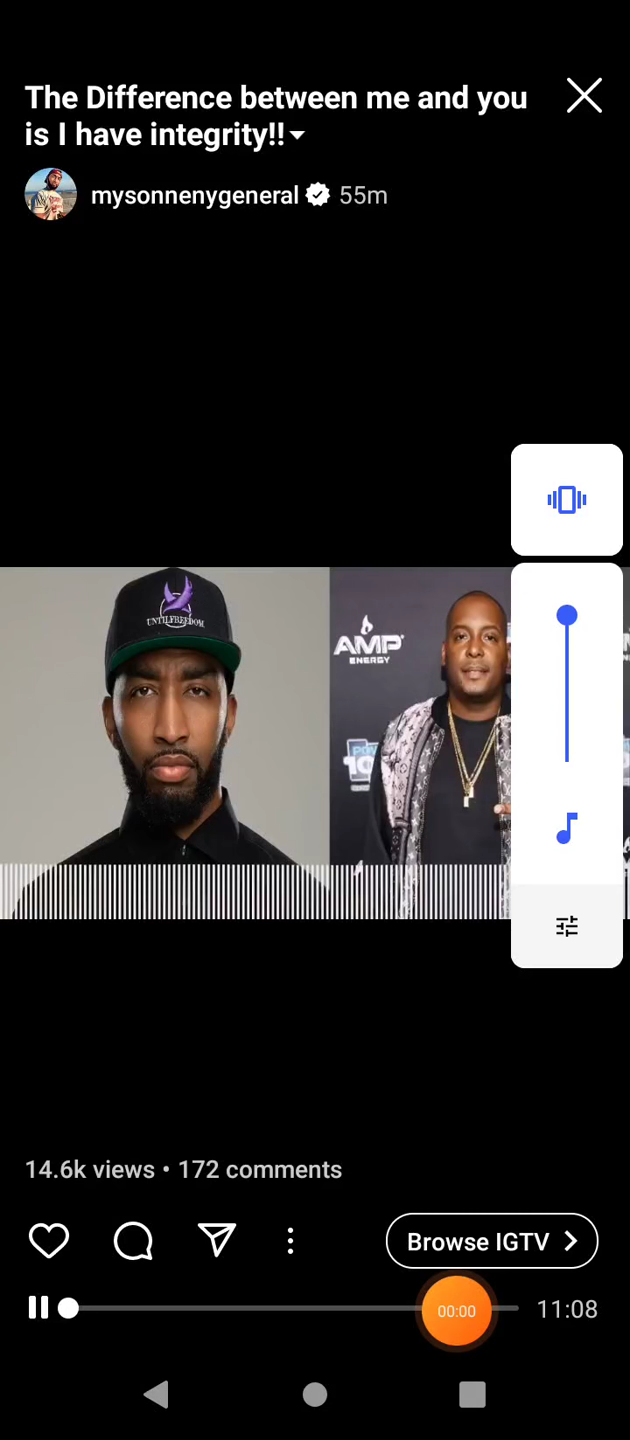 The Difference between me and you
is I have integrity!!
mysonnenygeneral 55m
UNTILFREEDOM
AMP
ENERGY
10
14.6k views • 172 comments
Browse IGTV
00:00
11:08